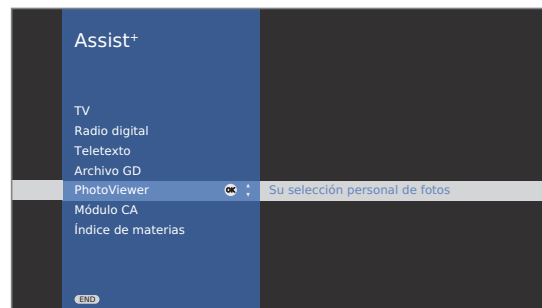 Assist⁺
TV
Radio digital
Teletexto
Archivo GD
PhotoViewer OK Su selección personal de fotos
Módulo CA
Índice de materias
END